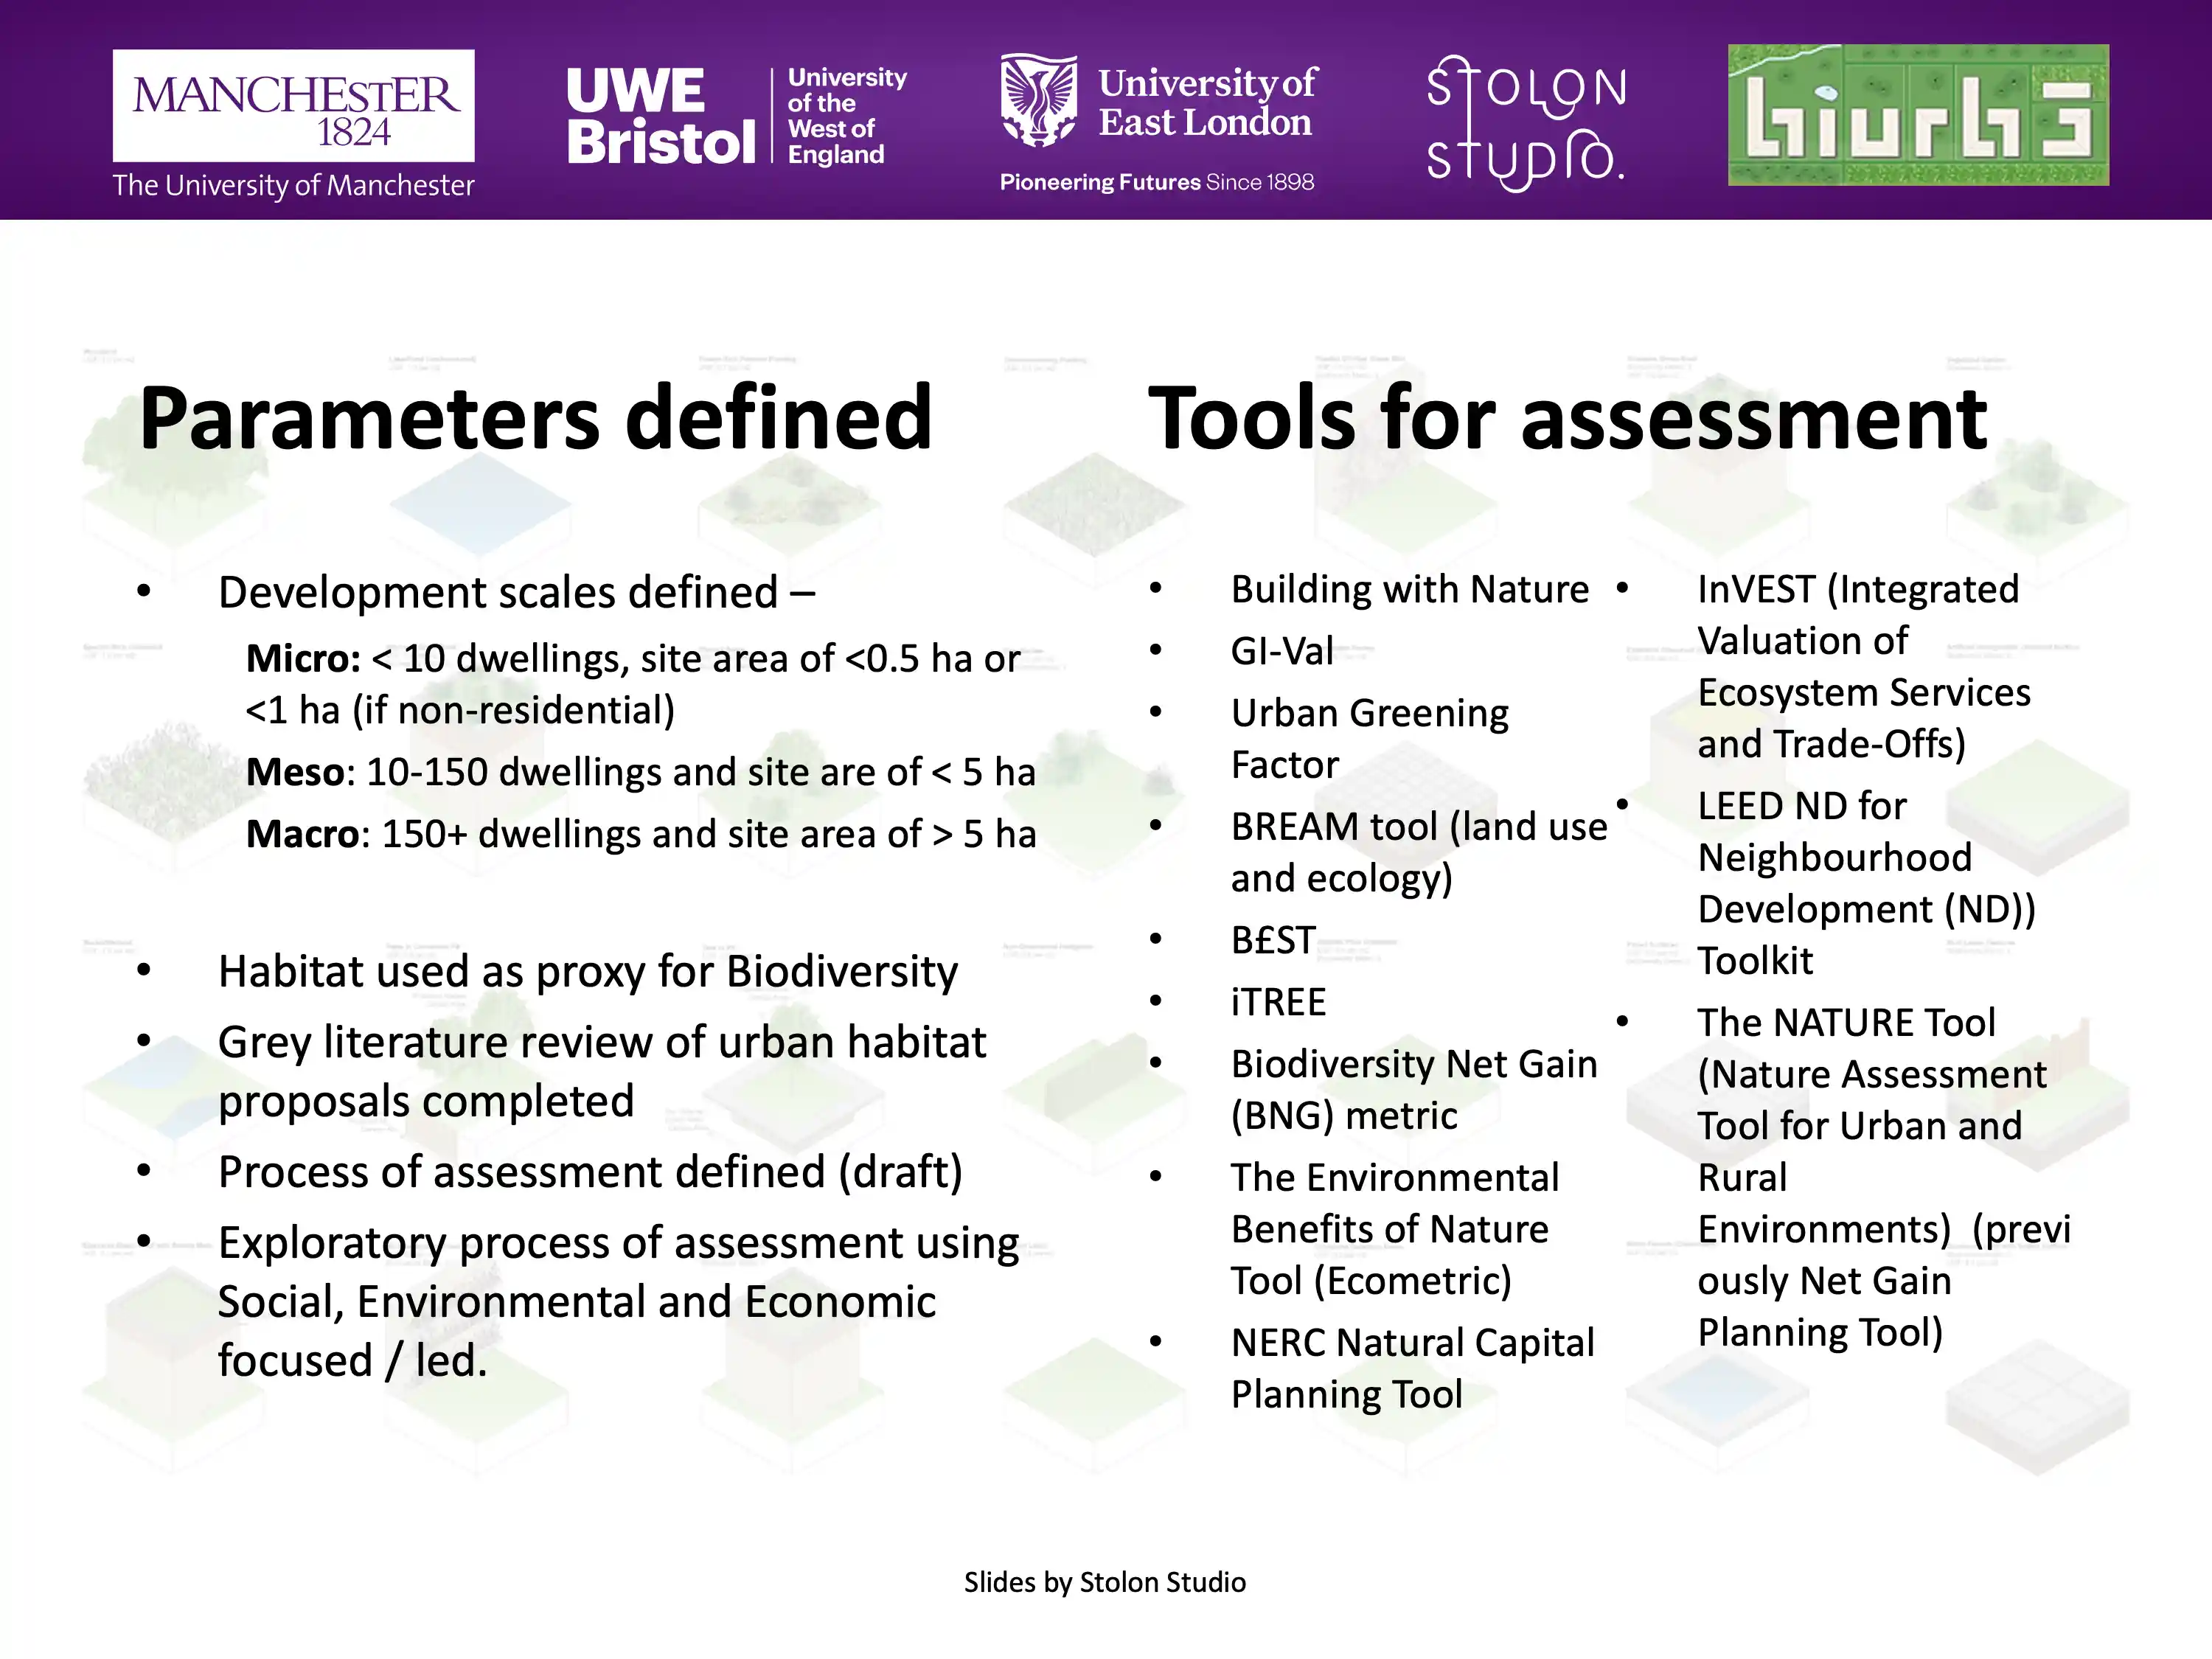 MANCHESTER
1824
The University of Manchester
UWE
Bristol
University
of the
West of
England
University of
East London
Pioneering Futures Since 1898
STOLON
STUDIO.
biurbs
Parameters defined
• Development scales defined –
Micro: < 10 dwellings, site area of <0.5 ha or
<1 ha (if non-residential)
Meso: 10-150 dwellings and site are of < 5 ha
Macro: 150+ dwellings and site area of > 5 ha
• Habitat used as proxy for Biodiversity
• Grey literature review of urban habitat
proposals completed
• Process of assessment defined (draft)
• Exploratory process of assessment using
Social, Environmental and Economic
focused / led.
Tools for assessment
• Building with Nature
• GI-Val
• Urban Greening
Factor
• BREAM tool (land use
and ecology)
• B£ST
• iTREE
• Biodiversity Net Gain
(BNG) metric
• The Environmental
Benefits of Nature
Tool (Ecometric)
• NERC Natural Capital
Planning Tool
• InVEST (Integrated
Valuation of
Ecosystem Services
and Trade-Offs)
• LEED ND for
Neighbourhood
Development (ND))
Toolkit
• The NATURE Tool
(Nature Assessment
Tool for Urban and
Rural
Environments)  (previ
ously Net Gain
Planning Tool)
Slides by Stolon Studio